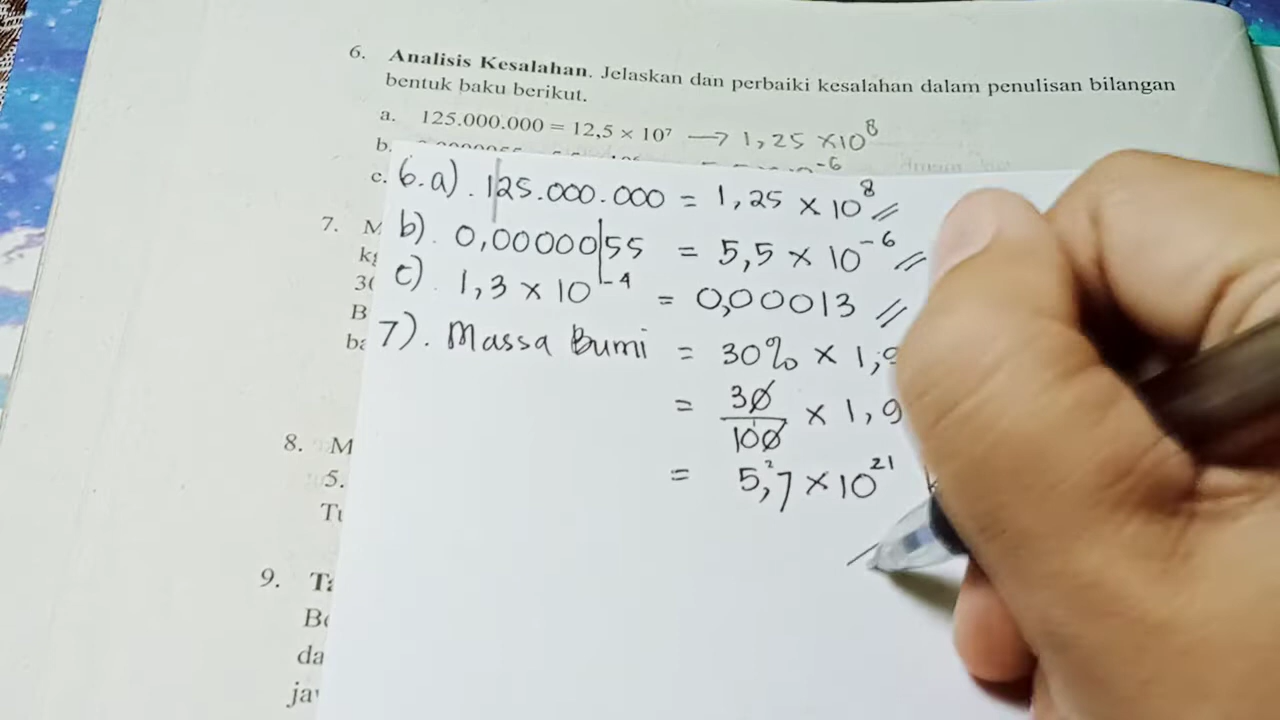 6. Analisis Kesalahan. Jelaskan dan perbaiki kesalahan dalam penulisan bilangan
bentuk baku berikut.
a. 125.000.000 = 12,5 × 10⁷ → 1,25 × 10⁸
b.
c.
6.a). 125.000.000 = 1,25 × 10⁸ //
b). 0,0000055 = 5,5 × 10⁻⁶ //
c). 1,3 × 10⁻⁴ = 0,00013 //
7.
7). Massa Bumi = 30% × 1,9
= 30/100 × 1,9
= 5,7 × 10²¹
8. M
5.
9.
da